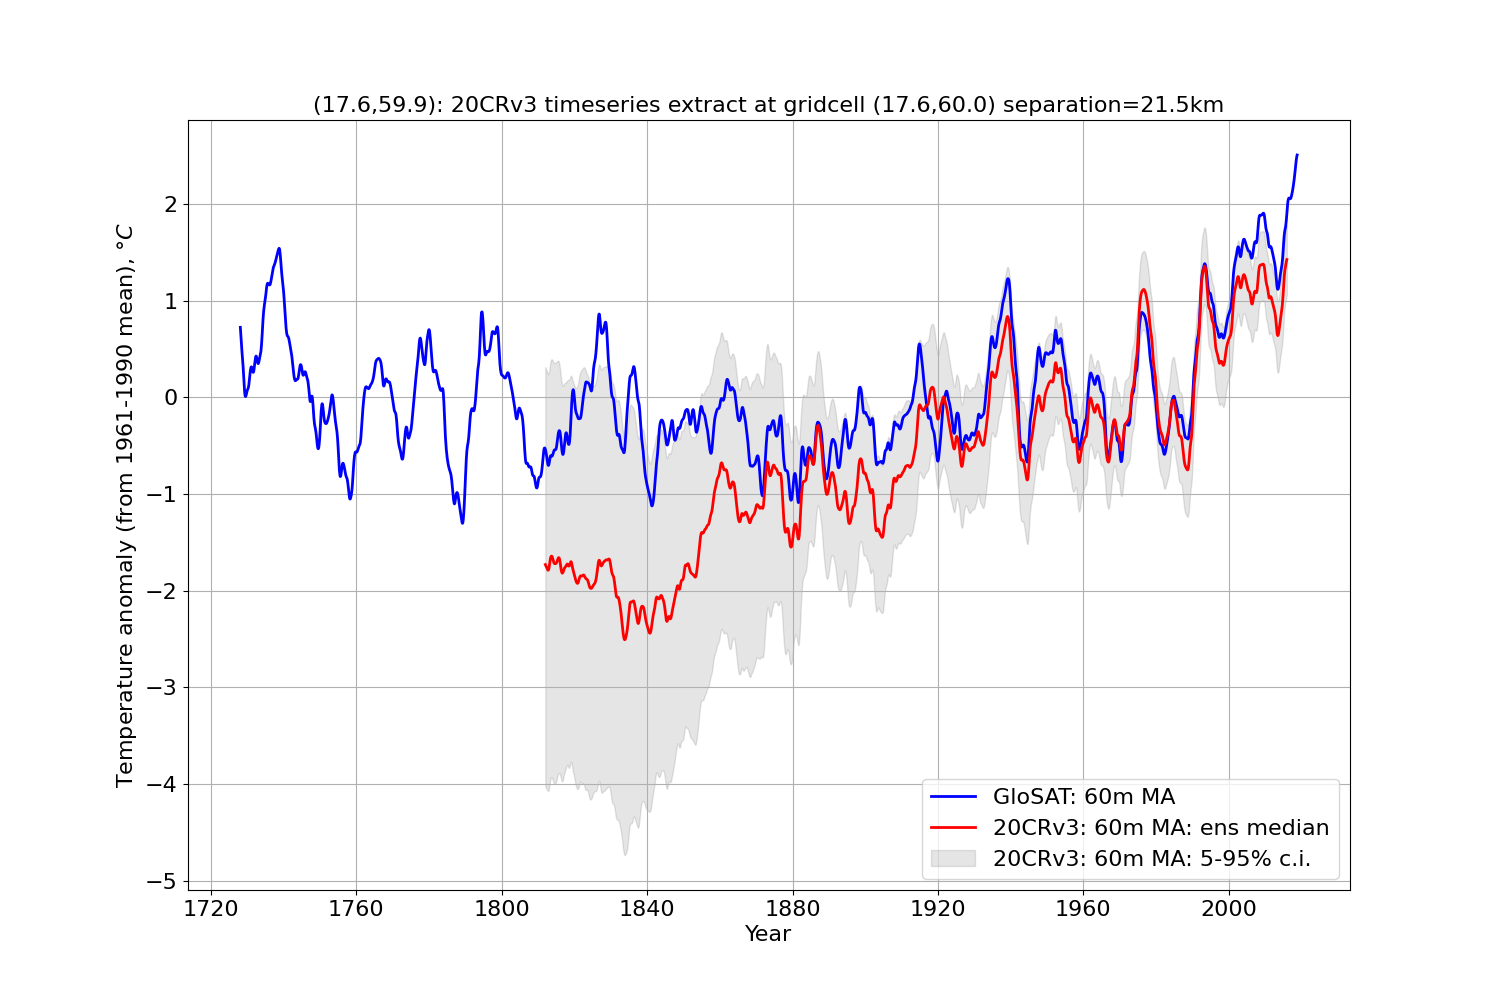 (17.6,59.9): 20CRv3 timeseries extract at gridcell (17.6,60.0) separation=21.5km
Temperature anomaly (from 1961-1990 mean), °C
2
1
0
−1
−2
−3
−4
−5
GloSAT: 60m MA
20CRv3: 60m MA: ens median
20CRv3: 60m MA: 5-95% c.i.
1720 1760 1800 1840 1880 1920 1960 2000
Year